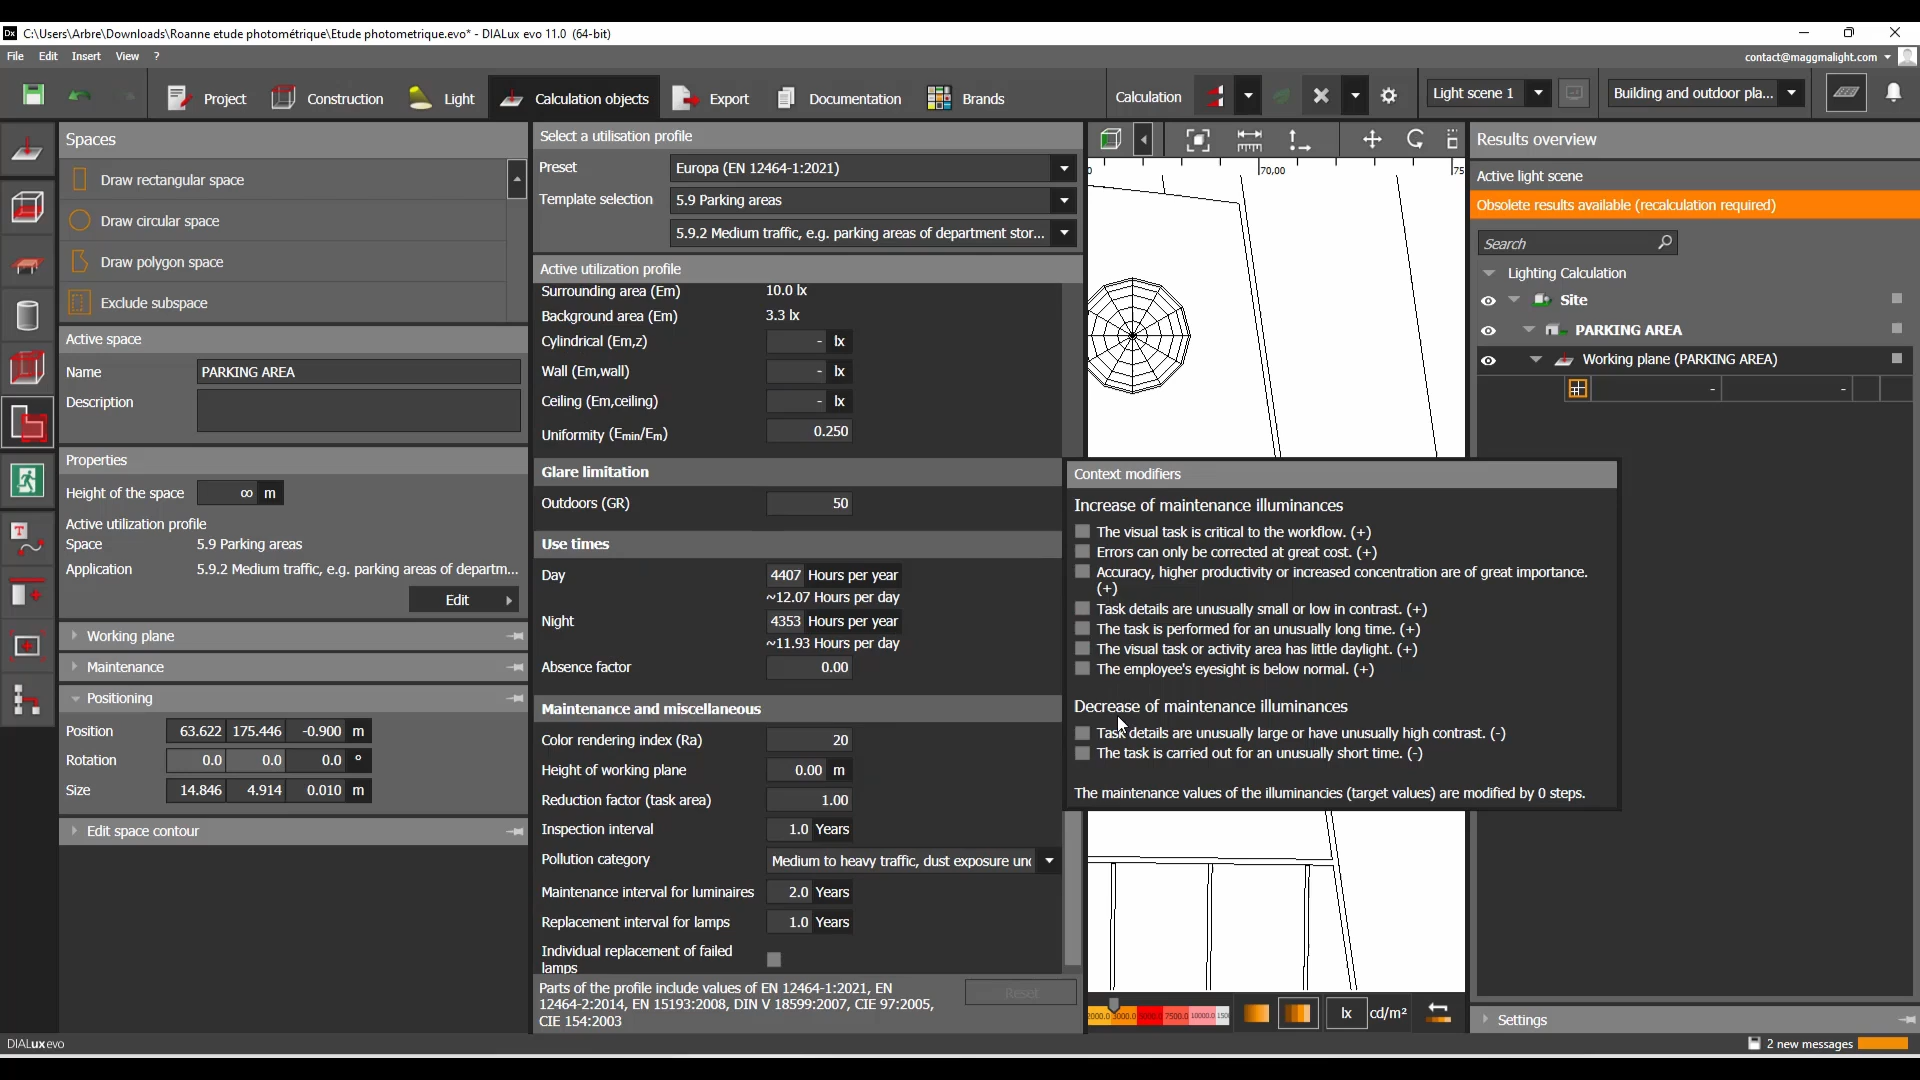 C:\Users\Arbre\Downloads\Roanne etude photométrique\Etude photometrique.evo* - DIALux evo 11.0 (64-bit)
File Edit Insert View ?
contact@maggmalight.com
Project Construction Light Calculation objects Export Documentation Brands
Calculation
Light scene 1
Building and outdoor pla...
Spaces
Draw rectangular space
Draw circular space
Draw polygon space
Exclude subspace
Active space
Name PARKING AREA
Description
Properties
Height of the space ∞ m
Active utilization profile
Space 5.9 Parking areas
Application 5.9.2 Medium traffic, e.g. parking areas of departm...
Edit
Working plane
Maintenance
Positioning
Position 63.622 175.446 -0.900 m
Rotation 0.0 0.0 0.0 °
Size 14.846 4.914 0.010 m
Edit space contour
Select a utilisation profile
Preset Europa (EN 12464-1:2021)
Template selection 5.9 Parking areas
5.9.2 Medium traffic, e.g. parking areas of department stor...
Active utilization profile
Surrounding area (Em) 10.0 lx
Background area (Em) 3.3 lx
Cylindrical (Em,z) - lx
Wall (Em,wall) - lx
Ceiling (Em,ceiling) - lx
Uniformity (Emin/Em) 0.250
Glare limitation
Outdoors (GR) 50
Use times
Day 4407 Hours per year
~12.07 Hours per day
Night 4353 Hours per year
~11.93 Hours per day
Absence factor 0.00
Maintenance and miscellaneous
Color rendering index (Ra) 20
Height of working plane 0.00 m
Reduction factor (task area) 1.00
Inspection interval 1.0 Years
Pollution category Medium to heavy traffic, dust exposure un
Maintenance interval for luminaires 2.0 Years
Replacement interval for lamps 1.0 Years
Individual replacement of failed
lamps
Parts of the profile include values of EN 12464-1:2021, EN
12464-2:2014, EN 15193:2008, DIN V 18599:2007, CIE 97:2005,
CIE 154:2003
Reset
70,00
75
Context modifiers
Increase of maintenance illuminances
The visual task is critical to the workflow. (+)
Errors can only be corrected at great cost. (+)
Accuracy, higher productivity or increased concentration are of great importance.
(+)
Task details are unusually small or low in contrast. (+)
The task is performed for an unusually long time. (+)
The visual task or activity area has little daylight. (+)
The employee's eyesight is below normal. (+)
Decrease of maintenance illuminances
Task details are unusually large or have unusually high contrast. (-)
The task is carried out for an unusually short time. (-)
The maintenance values of the illuminancies (target values) are modified by 0 steps.
2000.0 3000.0 5000.0 7500.0 10000.0 150
lx cd/m²
Results overview
Active light scene
Obsolete results available (recalculation required)
Search
Lighting Calculation
Site
PARKING AREA
Working plane (PARKING AREA)
- -
Settings
DIALux evo
2 new messages